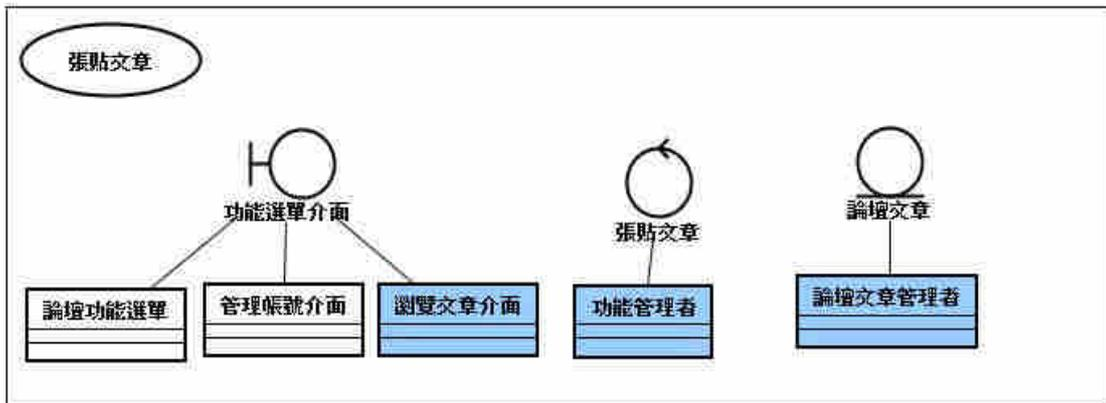 張貼文章
功能選單介面
張貼文章
論壇文章
論壇功能選單
管理帳號介面
瀏覽文章介面
功能管理者
論壇文章管理者